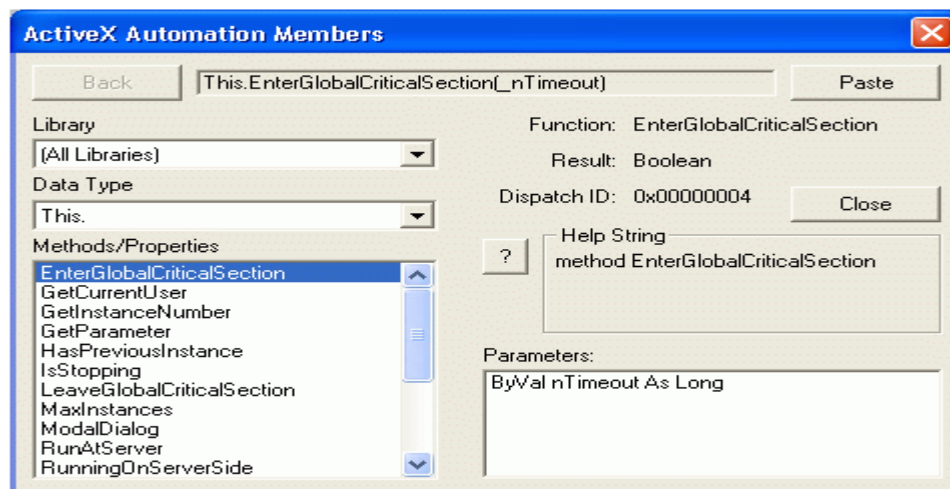 ActiveX Automation Members
Back
This.EnterGlobalCriticalSection(_nTimeout)
Paste
Library
(All Libraries)
Data Type
This.
Methods/Properties
EnterGlobalCriticalSection
GetCurrentUser
GetInstanceNumber
GetParameter
HasPreviousInstance
IsStopping
LeaveGlobalCriticalSection
MaxInstances
ModalDialog
RunAtServer
RunningOnServerSide
Function: EnterGlobalCriticalSection
Result: Boolean
Dispatch ID: 0x00000004
Close
?
Help String
method EnterGlobalCriticalSection
Parameters:
ByVal nTimeout As Long